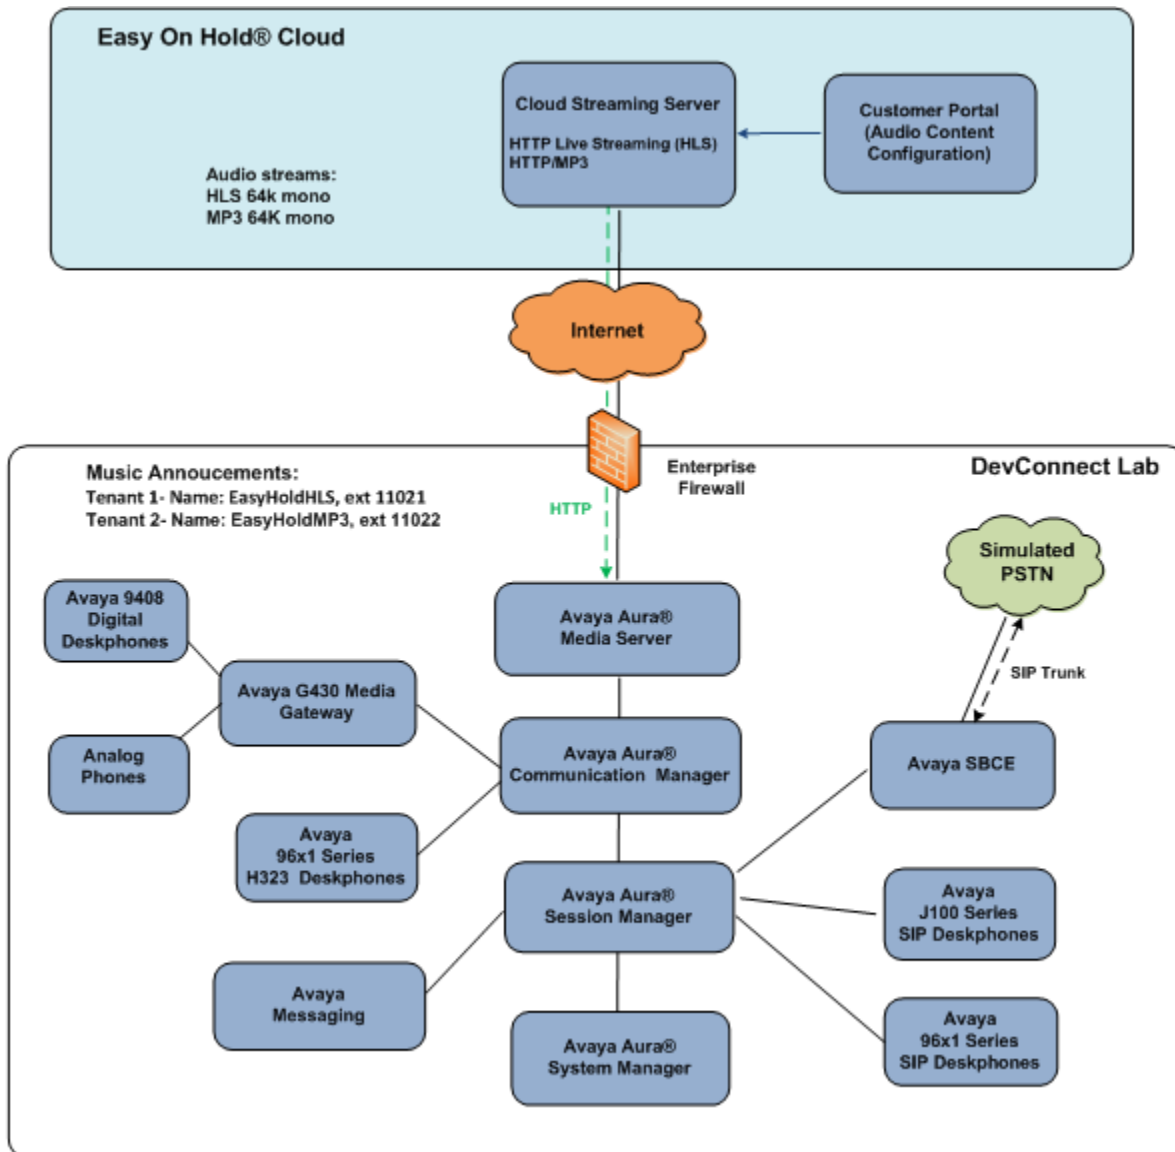 Easy On Hold® Cloud
Cloud Streaming Server
HTTP Live Streaming (HLS)
HTTP/MP3
Customer Portal
(Audio Content
Configuration)
Audio streams:
HLS 64k mono
MP3 64K mono
Internet
Enterprise
Firewall
DevConnect Lab
Music Annoucements:
Tenant 1- Name: EasyHoldHLS, ext 11021
Tenant 2- Name: EasyHoldMP3, ext 11022
HTTP
Simulated
PSTN
SIP Trunk
Avaya 9408
Digital
Deskphones
Avaya Aura®
Media Server
Avaya G430 Media
Gateway
Analog
Phones
Avaya Aura®
Communication Manager
Avaya SBCE
Avaya
96x1 Series
H323 Deskphones
Avaya Aura®
Session Manager
Avaya
J100 Series
SIP Deskphones
Avaya
Messaging
Avaya Aura®
System Manager
Avaya
96x1 Series
SIP Deskphones